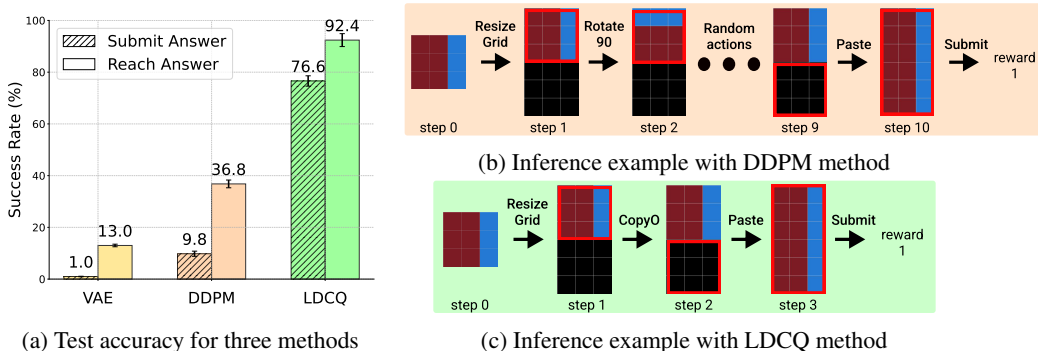 100
80
60
40
20
0
Success Rate (%)
Submit Answer
Reach Answer
1.0
13.0
9.8
36.8
76.6
92.4
VAE
DDPM
LDCQ
(a) Test accuracy for three methods
Resize
Grid
Rotate
90
Random
actions
Paste
Submit
reward
1
step 0
step 1
step 2
step 9
step 10
(b) Inference example with DDPM method
Resize
Grid
CopyO
Paste
Submit
reward
1
step 0
step 1
step 2
step 3
(c) Inference example with LDCQ method